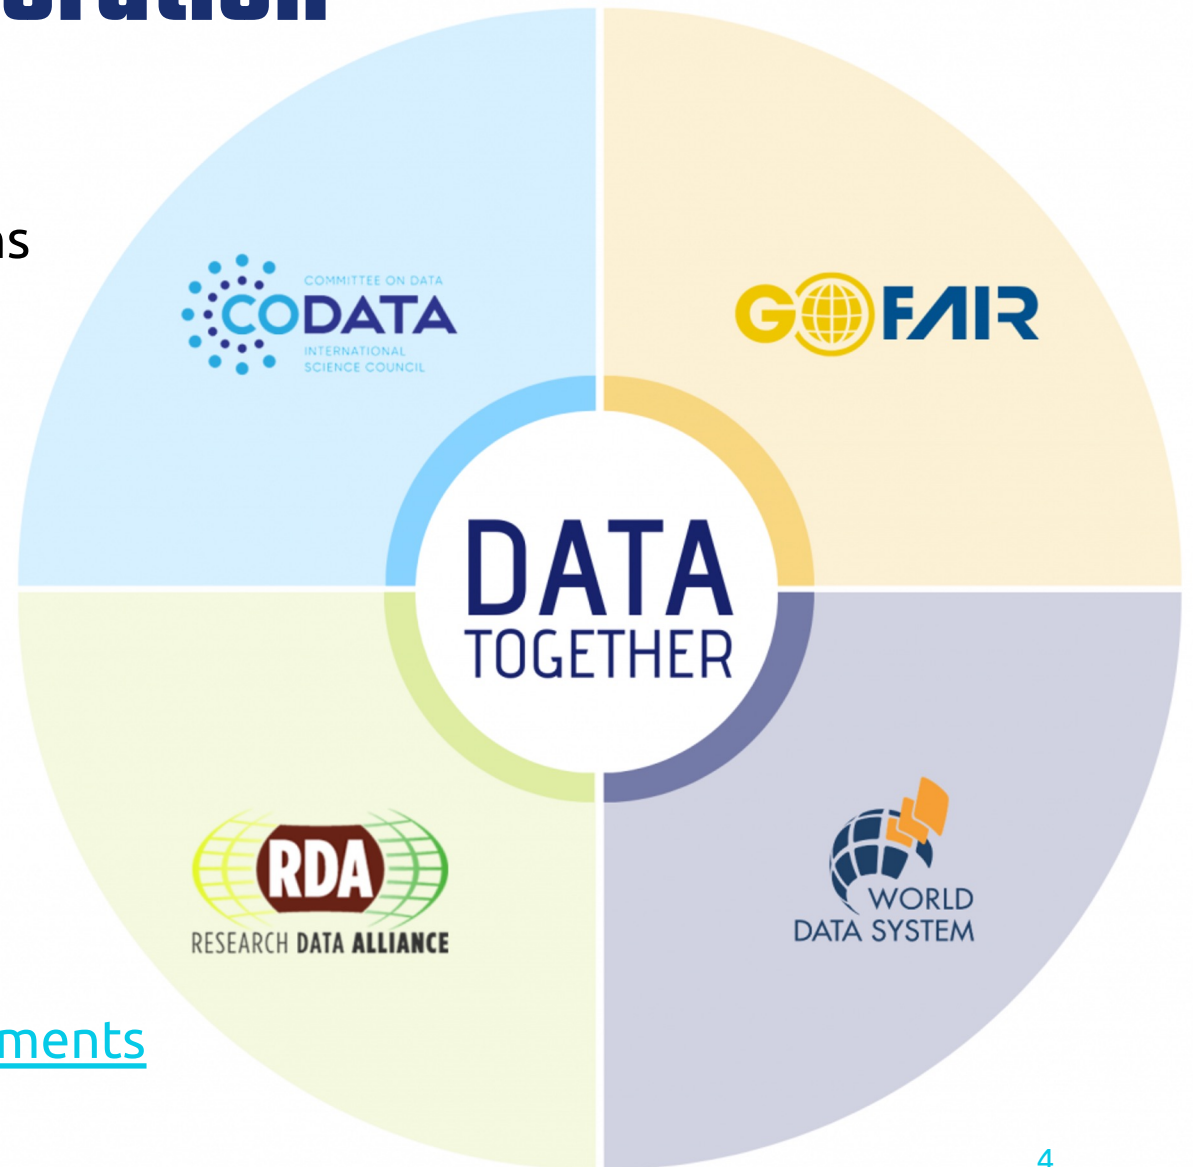 COMMITTEE ON DATA
CODATA
INTERNATIONAL
SCIENCE COUNCIL
GO FAIR
DATA
TOGETHER
RDA
RESEARCH DATA ALLIANCE
WORLD
DATA SYSTEM
4